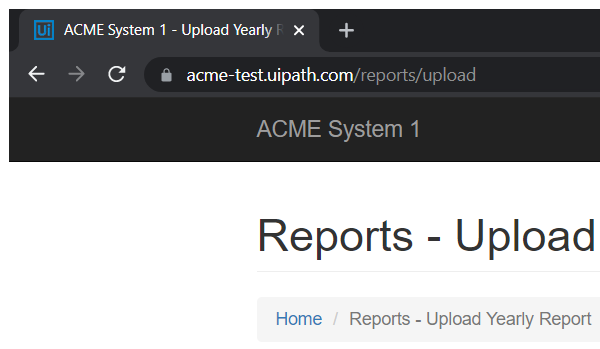 Ui ACME System 1 - Upload Yearly R
acme-test.uipath.com/reports/upload
ACME System 1
Reports - Upload
Home / Reports - Upload Yearly Report